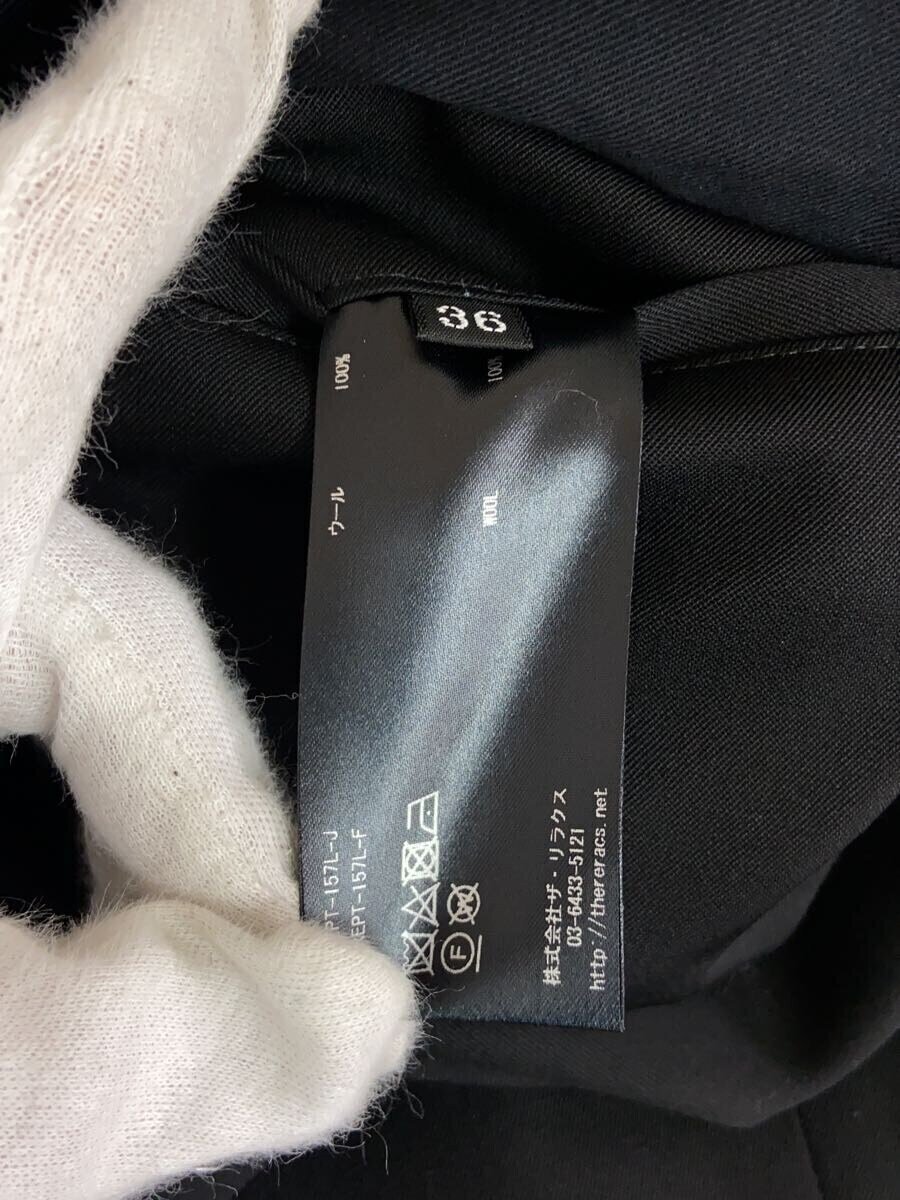 36
ウール 100%
WOOL 100%
PT-157L-J
EPT-157L-F
F
W
株式会社ザ・リラクス
03-6433-5121
http://thereracs.net